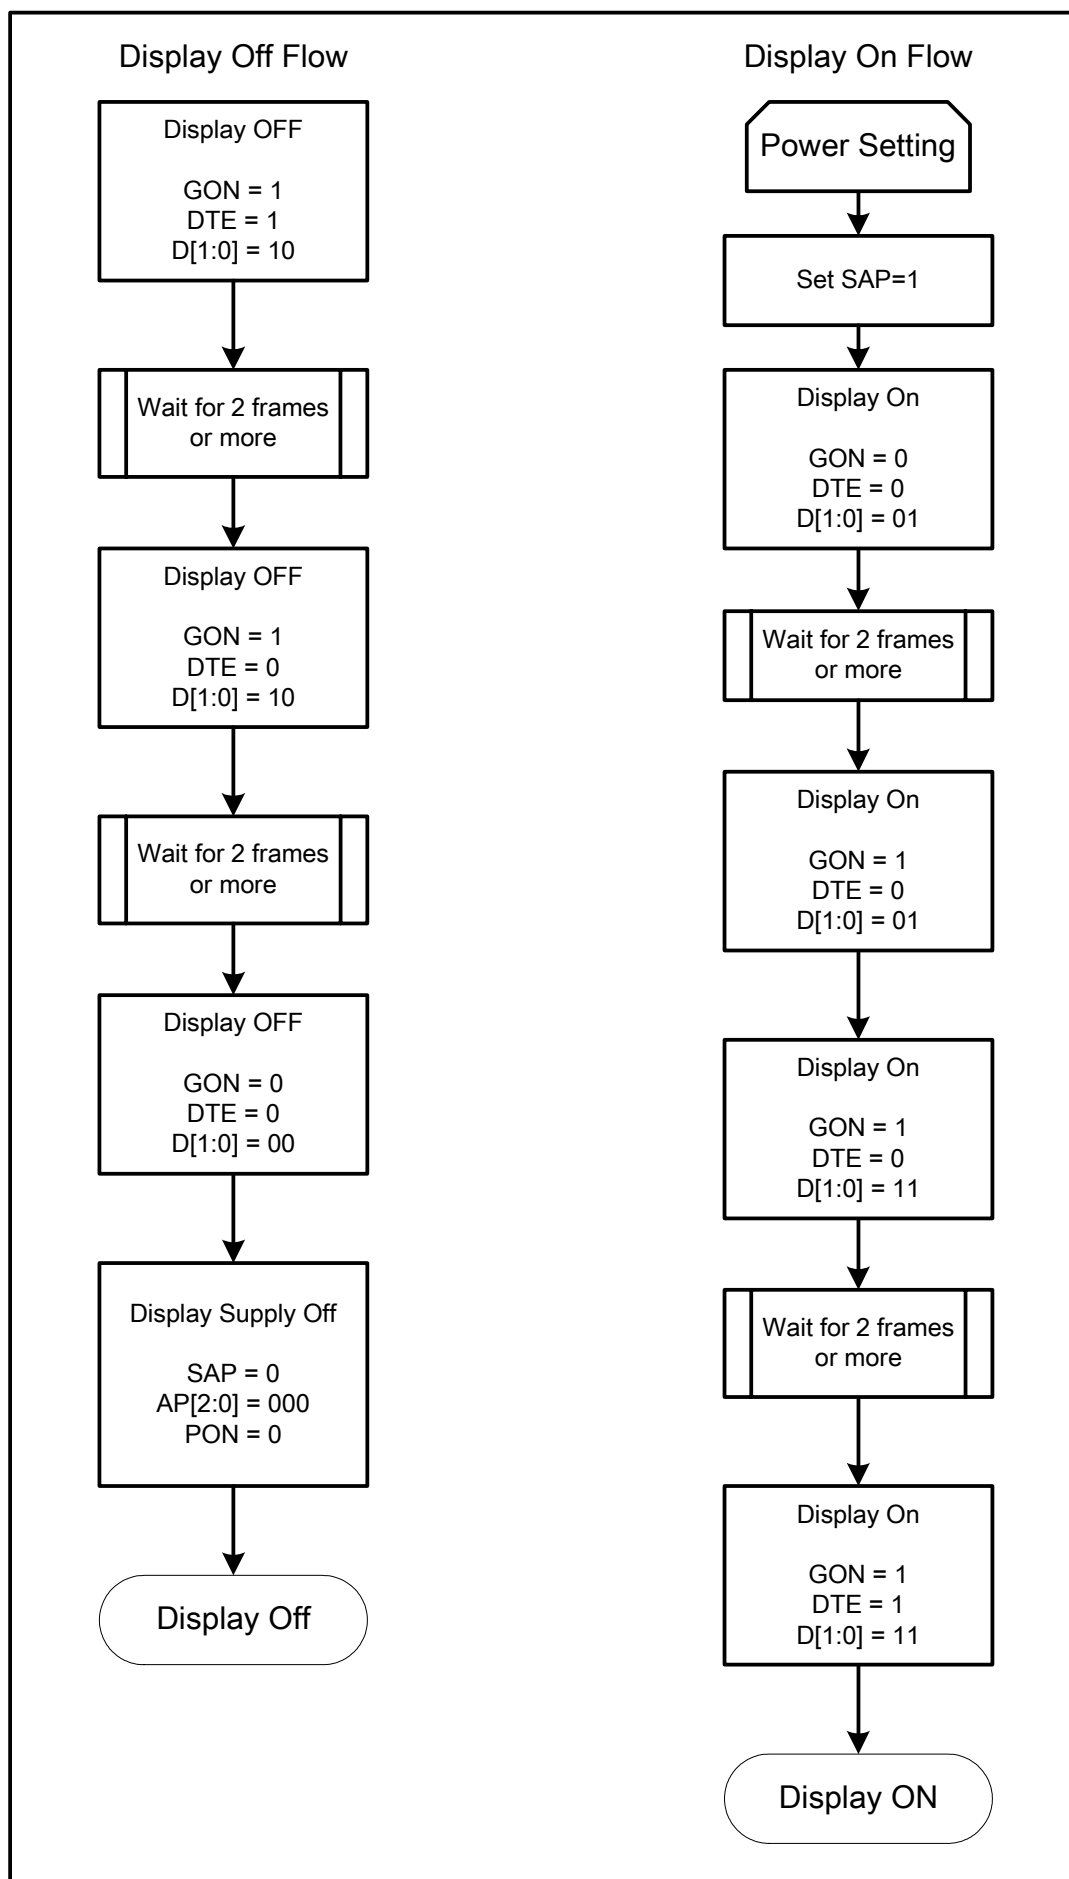 Display Off Flow
Display OFF
GON = 1
DTE = 1
D[1:0] = 10
Wait for 2 frames
or more
Display OFF
GON = 1
DTE = 0
D[1:0] = 10
Wait for 2 frames
or more
Display OFF
GON = 0
DTE = 0
D[1:0] = 00
Display Supply Off
SAP = 0
AP[2:0] = 000
PON = 0
Display Off
Display On Flow
Power Setting
Set SAP=1
Display On
GON = 0
DTE = 0
D[1:0] = 01
Wait for 2 frames
or more
Display On
GON = 1
DTE = 0
D[1:0] = 01
Display On
GON = 1
DTE = 0
D[1:0] = 11
Wait for 2 frames
or more
Display On
GON = 1
DTE = 1
D[1:0] = 11
Display ON